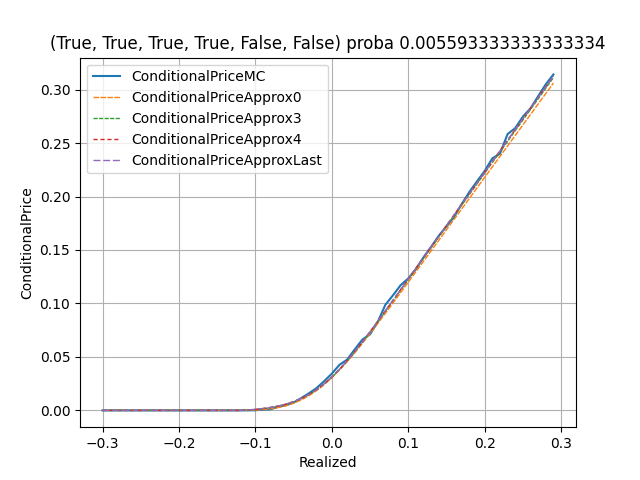 (True, True, True, True, False, False) proba 0.005593333333333334
ConditionalPriceMC
ConditionalPriceApprox0
ConditionalPriceApprox3
ConditionalPriceApprox4
ConditionalPriceApproxLast
ConditionalPrice
0.30
0.25
0.20
0.15
0.10
0.05
0.00
−0.3 −0.2 −0.1 0.0 0.1 0.2 0.3
Realized